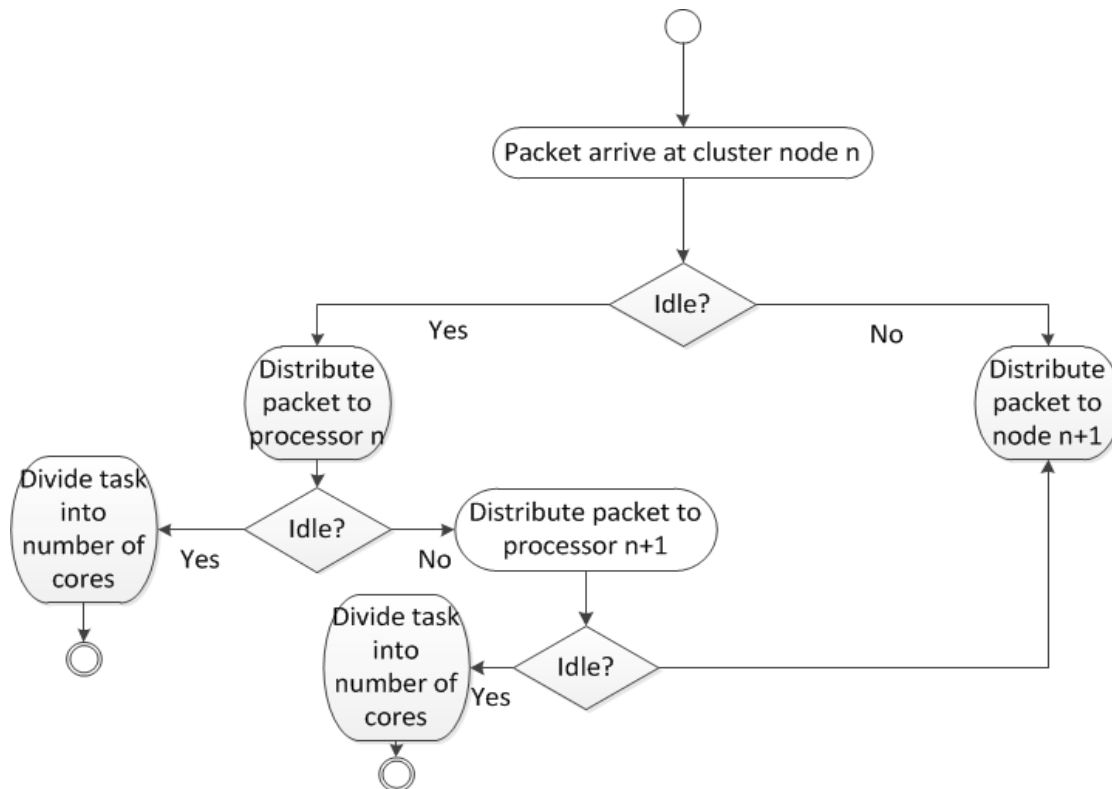 Packet arrive at cluster node n
Idle?
Yes
No
Distribute
packet to
processor n
Distribute
packet to
node n+1
Divide task
into
number of
cores
Yes
Idle?
No
Distribute packet to
processor n+1
Divide task
into
number of
cores
Yes
Idle?